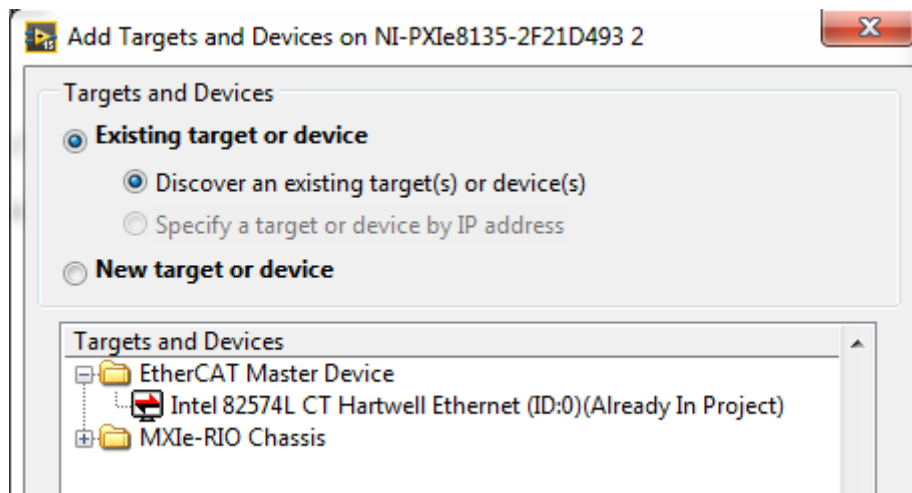 Add Targets and Devices on NI-PXIe8135-2F21D493 2
Targets and Devices
Existing target or device
Discover an existing target(s) or device(s)
Specify a target or device by IP address
New target or device
Targets and Devices
EtherCAT Master Device
Intel 82574L CT Hartwell Ethernet (ID:0)(Already In Project)
MXIe-RIO Chassis